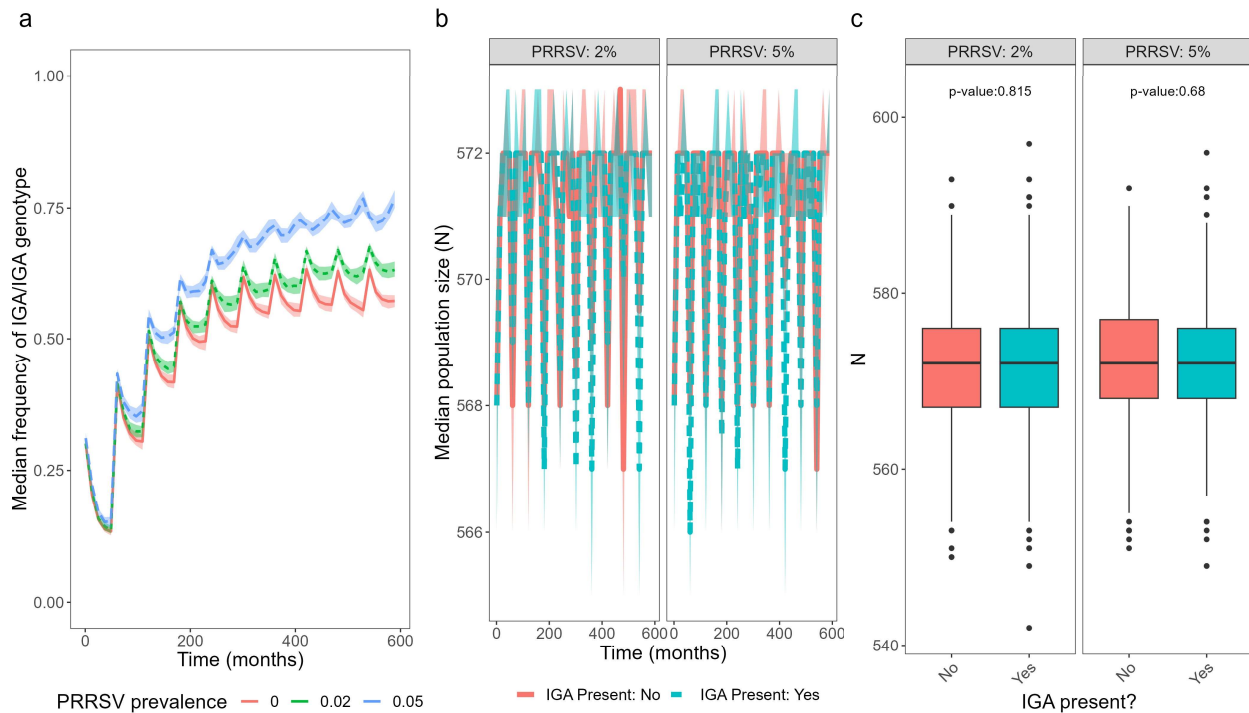 a
Median frequency of IGA/IGA genotype
1.00
0.75
0.50
0.25
0.00
0 200 400 600
Time (months)
PRRSV prevalence 0 0.02 0.05
b
PRRSV: 2% PRRSV: 5%
Median population size (N)
572
570
568
566
0 200 400 600 0 200 400 600
Time (months)
IGA Present: No IGA Present: Yes
c
PRRSV: 2% PRRSV: 5%
p-value:0.815 p-value:0.68
N
600
580
560
540
No Yes No Yes
IGA present?